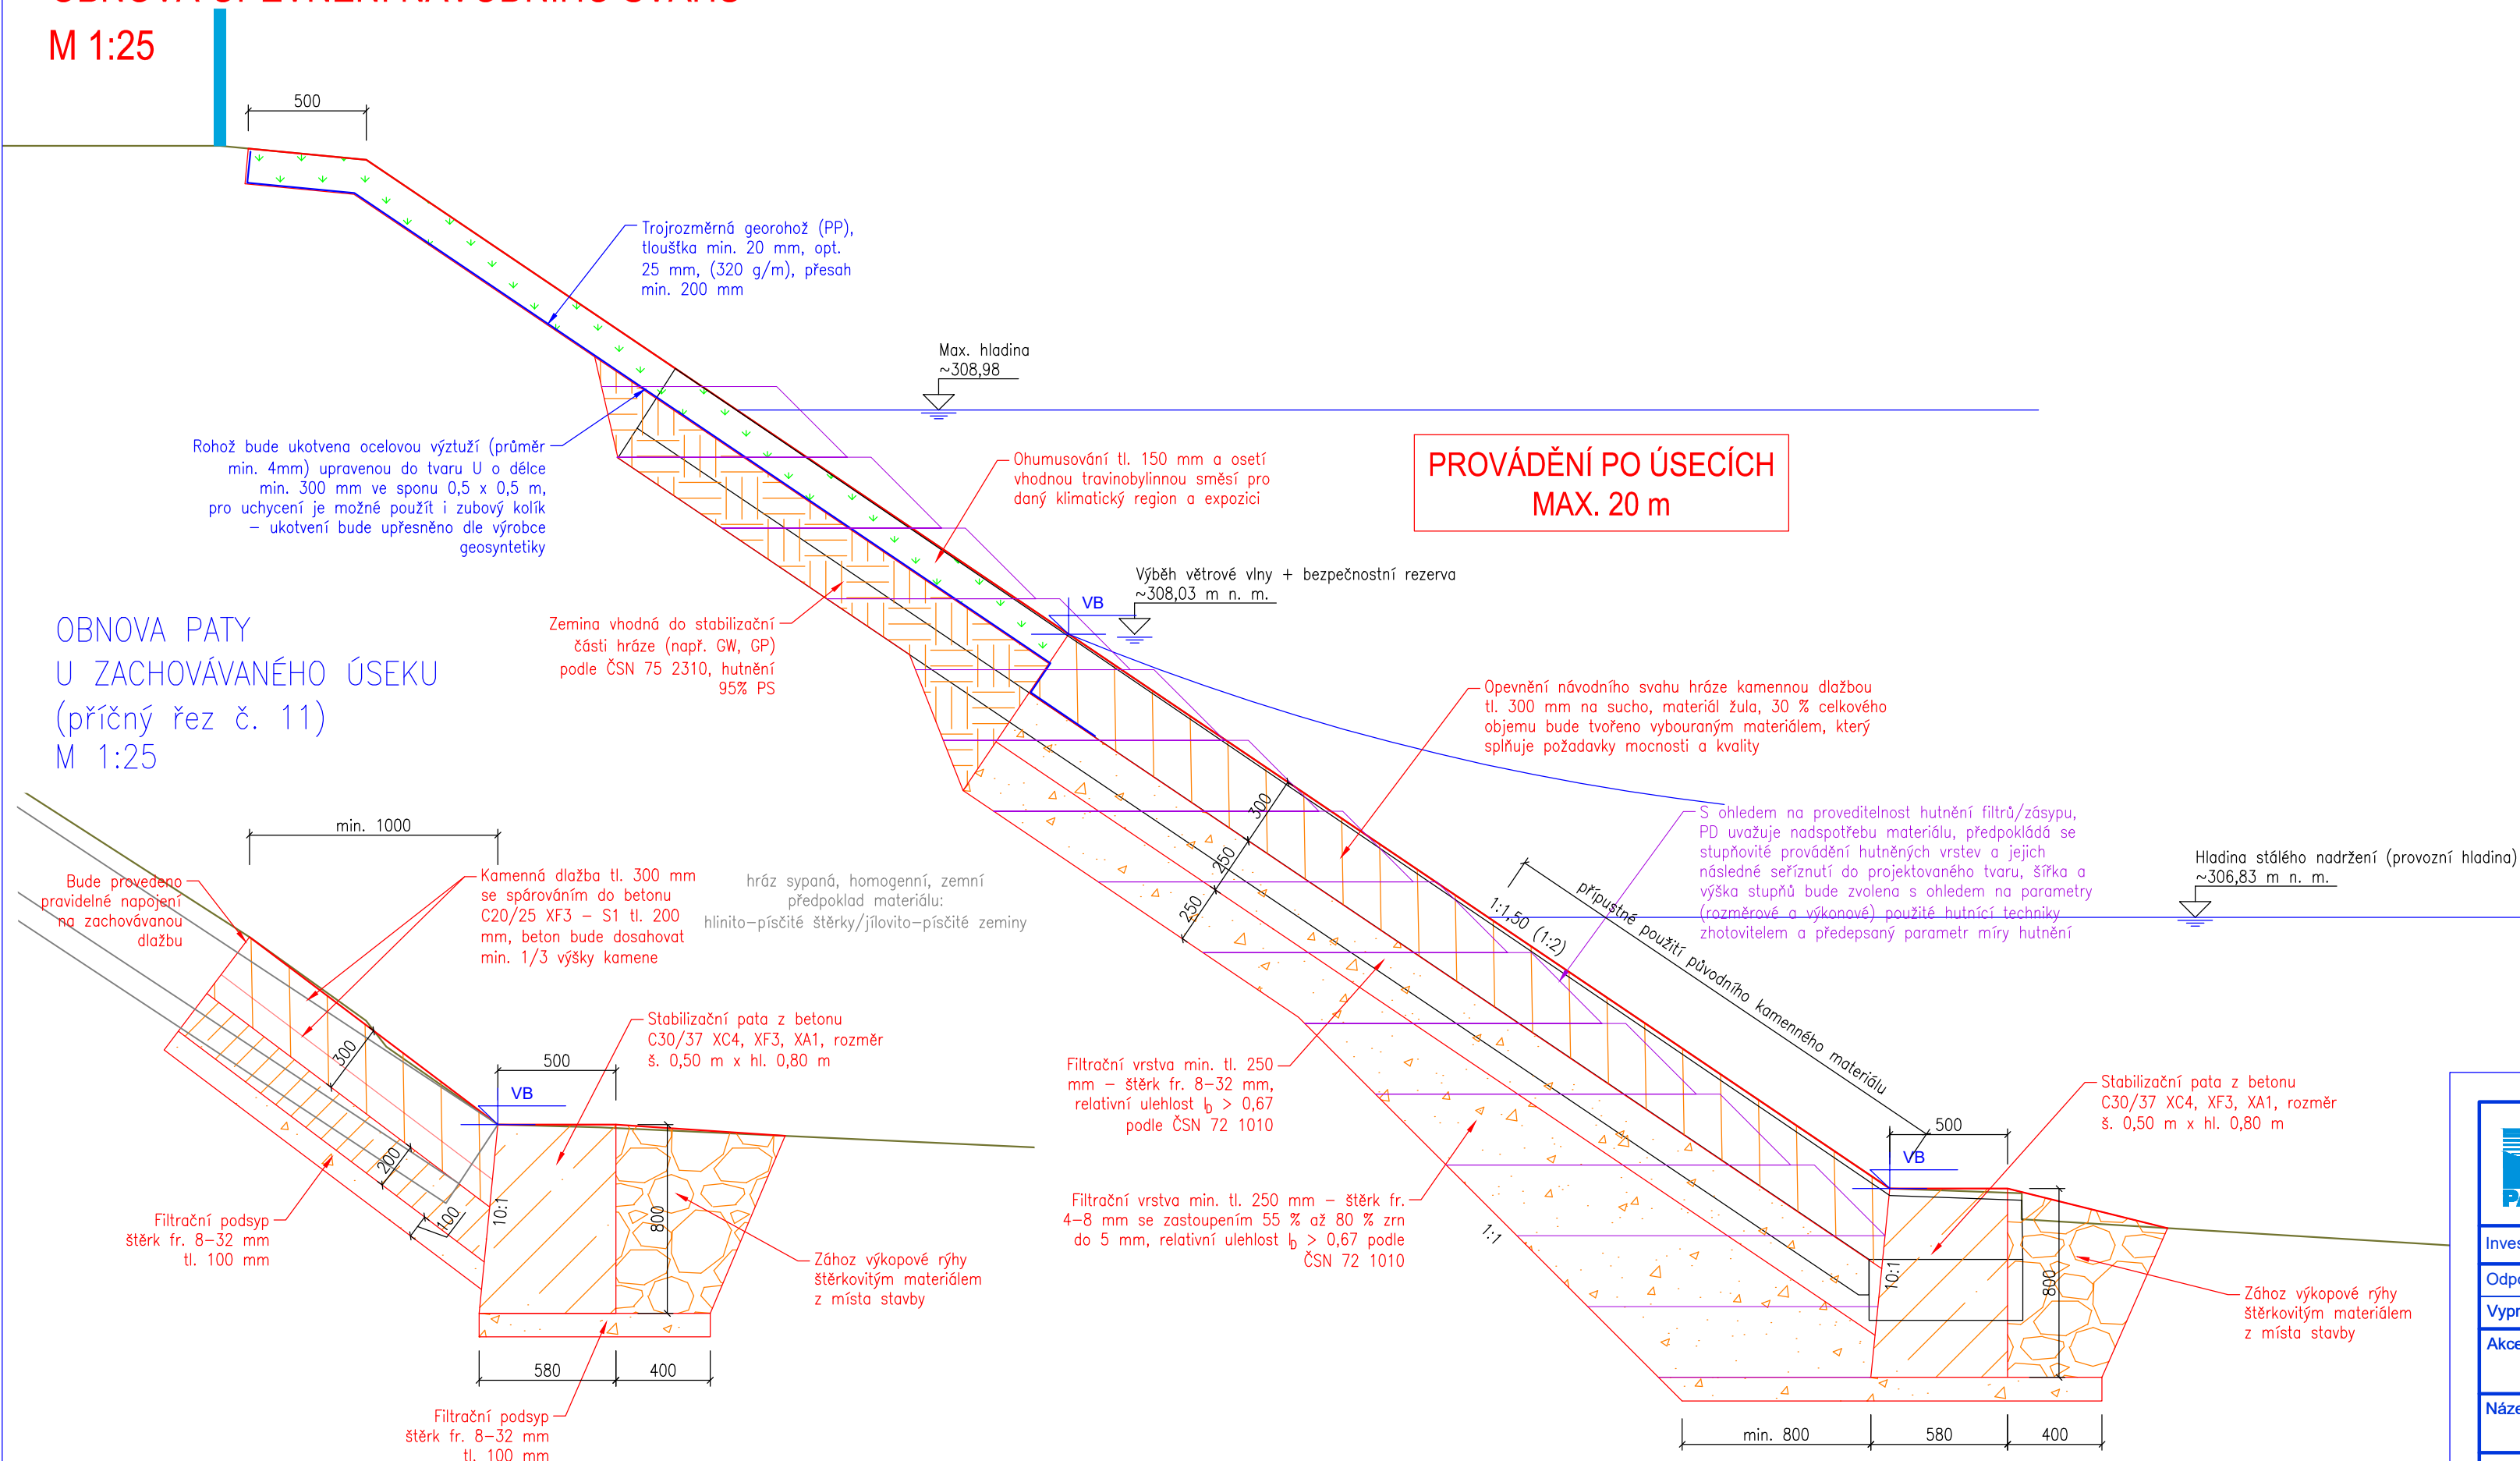 M 1:25
500
Trojrozměrná georohož (PP),
tloušťka min. 20 mm, opt.
25 mm, (320 g/m), přesah
min. 200 mm
Max. hladina
~308,98
Rohož bude ukotvena ocelovou výztuží (průměr
min. 4mm) upravenou do tvaru U o délce
min. 300 mm ve sponu 0,5 x 0,5 m,
pro uchycení je možné použít i zubový kolík
– ukotvení bude upřesněno dle výrobce
geosyntetiky
Ohumusování tl. 150 mm a osetí
vhodnou travinobylinnou směsí pro
daný klimatický region a expozici
PROVÁDĚNÍ PO ÚSECÍCH
MAX. 20 m
Výběh větrové vlny + bezpečnostní rezerva
~308,03 m n. m.
VB
Zemina vhodná do stabilizační
části hráze (např. GW, GP)
podle ČSN 75 2310, hutnění
95% PS
OBNOVA PATY
U ZACHOVÁVANÉHO ÚSEKU
(příčný řez č. 11)
M 1:25
Opevnění návodního svahu hráze kamennou dlažbou
tl. 300 mm na sucho, materiál žula, 30 % celkového
objemu bude tvořeno vybouraným materiálem, který
splňuje požadavky mocnosti a kvality
300
250
250
S ohledem na proveditelnost hutnění filtrů/zásypu,
PD uvažuje nadspotřebu materiálu, předpokládá se
stupňovité provádění hutněných vrstev a jejich
následné seříznutí do projektovaného tvaru, šířka a
výška stupňů bude zvolena s ohledem na parametry
(rozměrové a výkonové) použité hutnící techniky
zhotovitelem a předepsaný parametr míry hutnění
Hladina stálého nadržení (provozní hladina)
~306,83 m n. m.
min. 1000
Bude provedeno
pravidelné napojení
na zachovávanou
dlažbu
Kamenná dlažba tl. 300 mm
se spárováním do betonu
C20/25 XF3 – S1 tl. 200
mm, beton bude dosahovat
min. 1/3 výšky kamene
hráz sypaná, homogenní, zemní
předpoklad materiálu:
hlinito–písčité štěrky/jílovito–písčité zeminy
1:1,50 (1:2)
přípustné použití původního kamenného materiálu
Stabilizační pata z betonu
C30/37 XC4, XF3, XA1, rozměr
š. 0,50 m x hl. 0,80 m
500
VB
300
200
100
10:1
800
Filtrační podsyp
štěrk fr. 8–32 mm
tl. 100 mm
Zához výkopové rýhy
štěrkovitým materiálem
z místa stavby
580
400
Filtrační podsyp
štěrk fr. 8–32 mm
tl. 100 mm
Filtrační vrstva min. tl. 250
mm – štěrk fr. 8–32 mm,
relativní ulehlost ID > 0,67
podle ČSN 72 1010
Filtrační vrstva min. tl. 250 mm – štěrk fr.
4–8 mm se zastoupením 55 % až 80 % zrn
do 5 mm, relativní ulehlost ID > 0,67 podle
ČSN 72 1010
1:1
Stabilizační pata z betonu
C30/37 XC4, XF3, XA1, rozměr
š. 0,50 m x hl. 0,80 m
500
VB
10:1
800
Zához výkopové rýhy
štěrkovitým materiálem
z místa stavby
min. 800
580
400